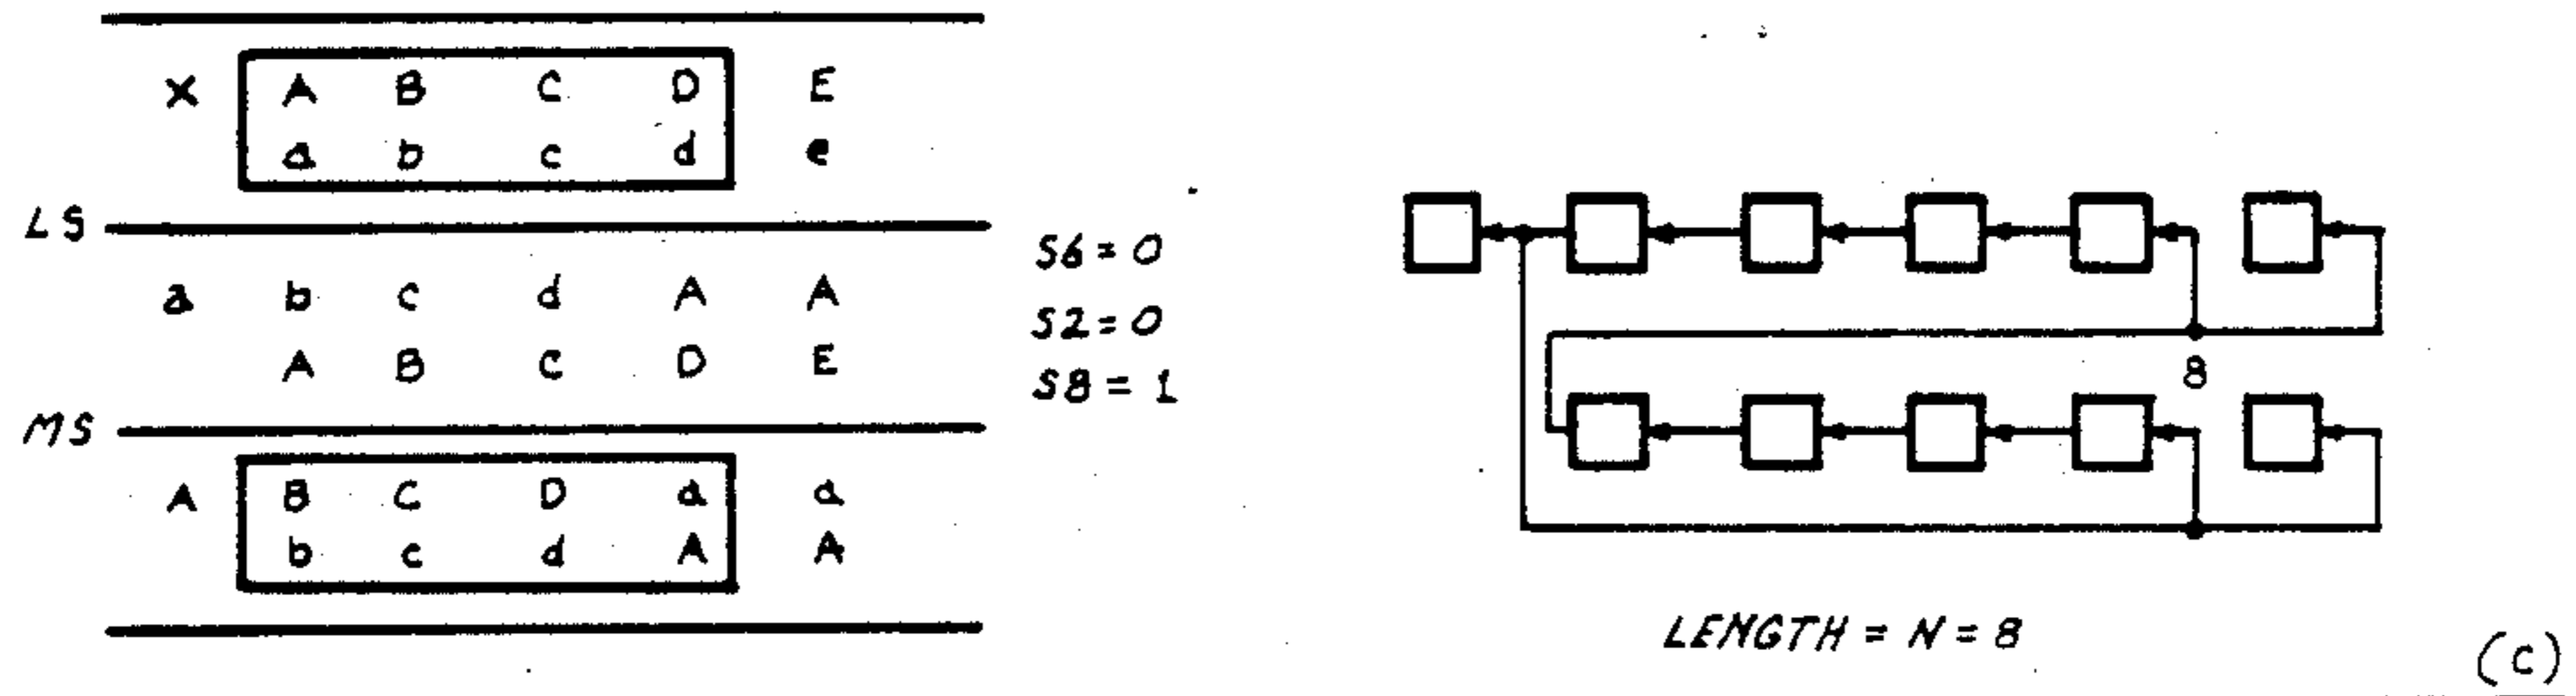 X A B C D E
a b c d e
LS
a b c d A A
A B C D E
MS
A B C D d d
b c d A A
S6 = 0
S2 = 0
S8 = 1
8
LENGTH = N = 8
(C)